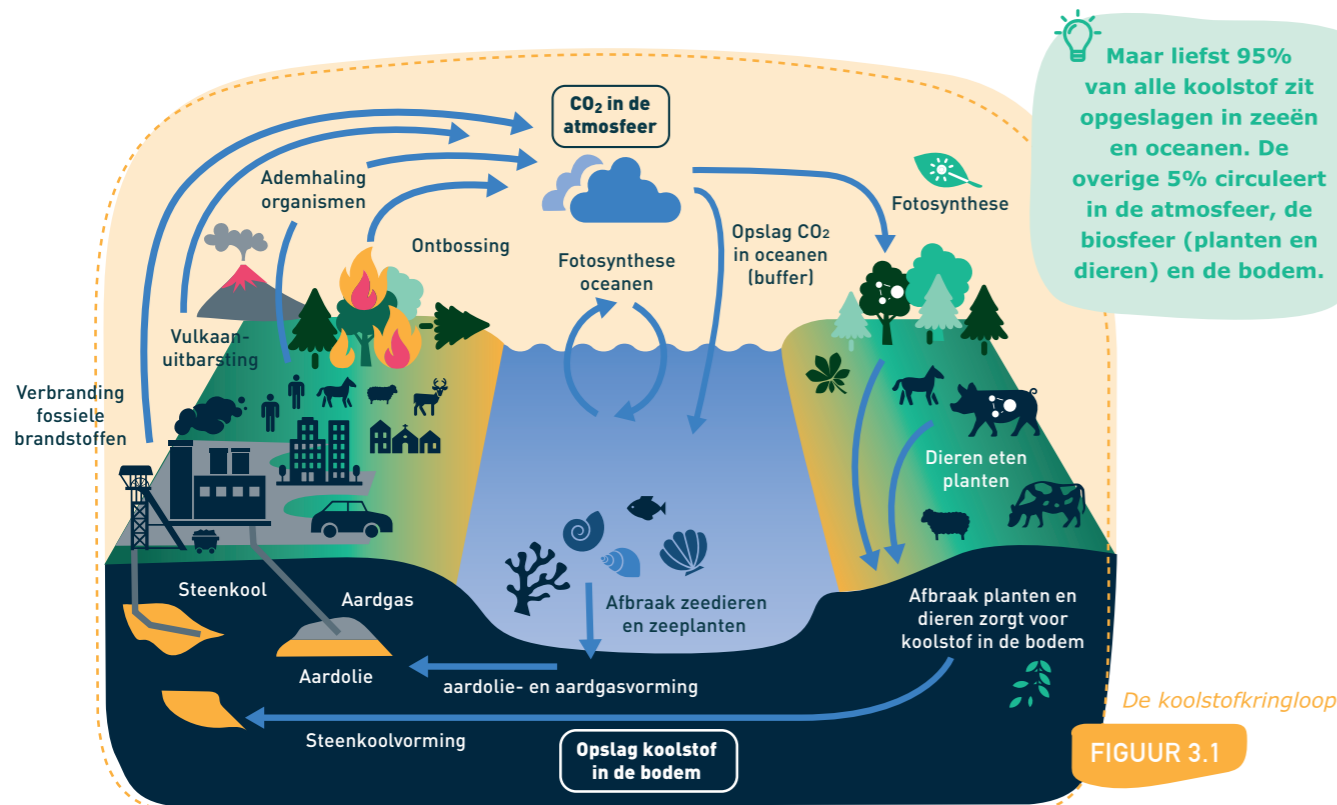 Maar liefst 95%
van alle koolstof zit
opgeslagen in zeeën
en oceanen. De
overige 5% circuleert
in de atmosfeer, de
biosfeer (planten en
dieren) en de bodem.
CO₂ in de
atmosfeer
Ademhaling
organismen
Ontbossing
Fotosynthese
oceanen
Opslag CO₂
in oceanen
(buffer)
Fotosynthese
Vulkaan-
uitbarsting
Verbranding
fossiele
brandstoffen
Dieren eten
planten
Steenkool
Aardgas
Aardolie
Afbraak zeedieren
en zeeplanten
Afbraak planten en
dieren zorgt voor
koolstof in de bodem
aardolie- en aardgasvorming
Steenkoolvorming
Opslag koolstof
in de bodem
De koolstofkringloop
FIGUUR 3.1